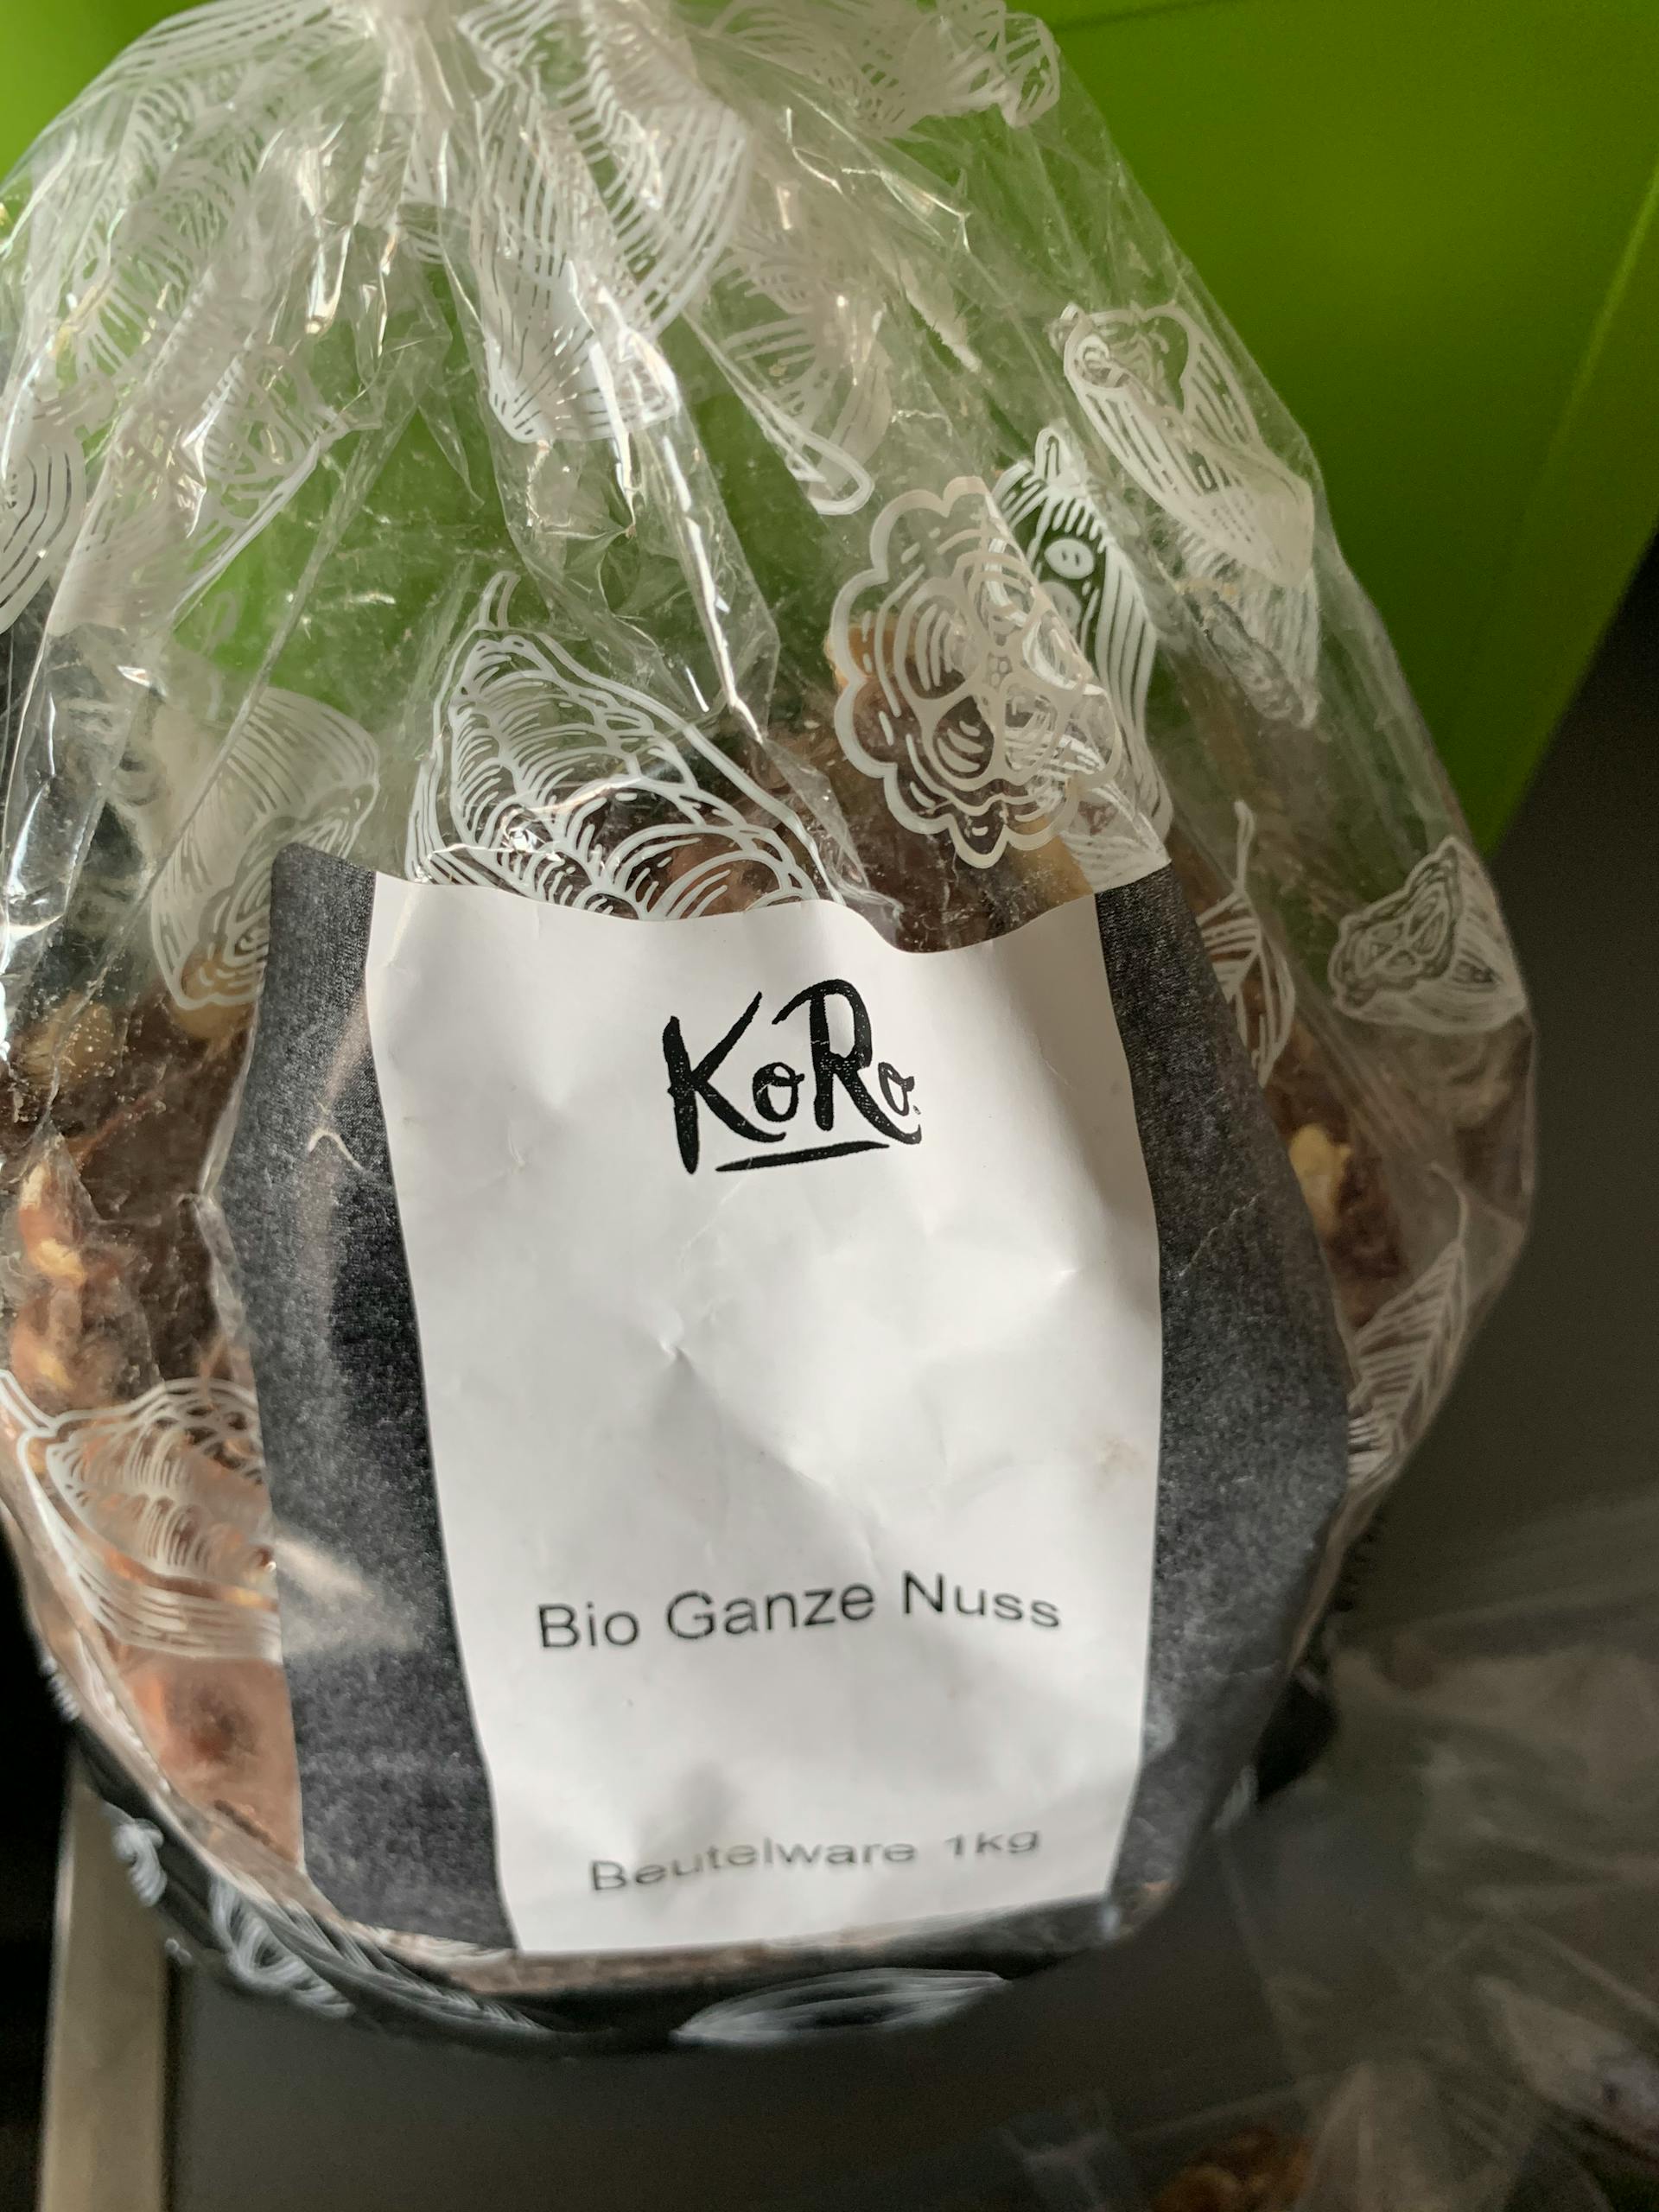 KoRo
Bio Ganze Nuss
Beutelware 1kg